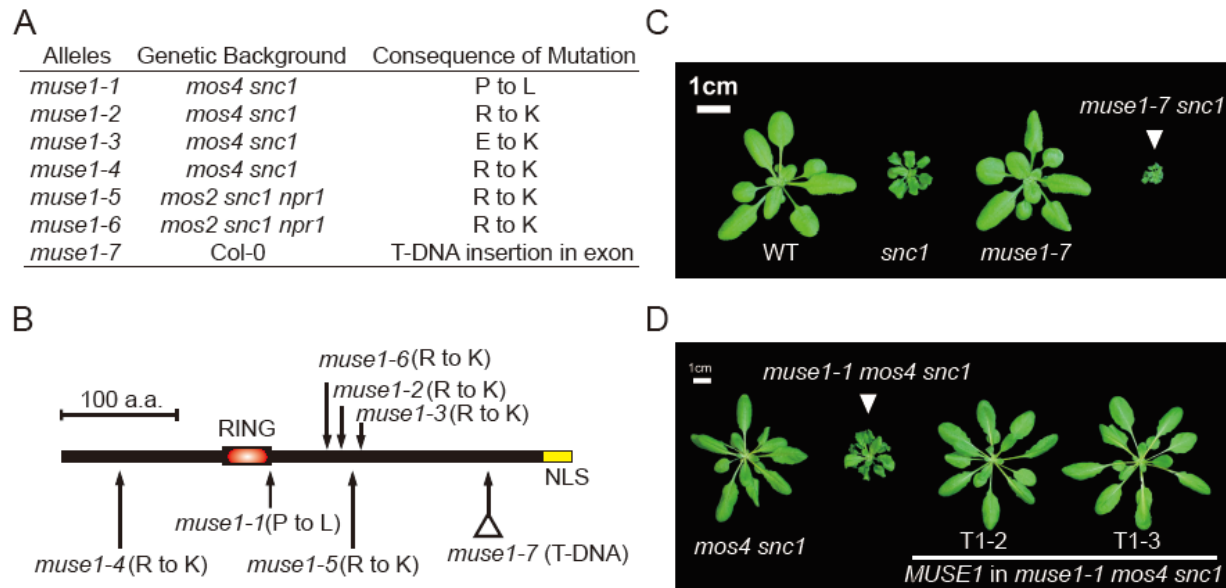 A
Alleles Genetic Background Consequence of Mutation
muse1-1 mos4 snc1 P to L
muse1-2 mos4 snc1 R to K
muse1-3 mos4 snc1 E to K
muse1-4 mos4 snc1 R to K
muse1-5 mos2 snc1 npr1 R to K
muse1-6 mos2 snc1 npr1 R to K
muse1-7 Col-0 T-DNA insertion in exon
B
muse1-6(R to K)
muse1-2(R to K)
100 a.a.
muse1-3(R to K)
RING
NLS
muse1-1(P to L)
muse1-7 (T-DNA)
muse1-4(R to K)
muse1-5(R to K)
C
1cm
muse1-7 snc1
WT
snc1
muse1-7
D
1cm
muse1-1 mos4 snc1
mos4 snc1
T1-2
T1-3
MUSE1 in muse1-1 mos4 snc1